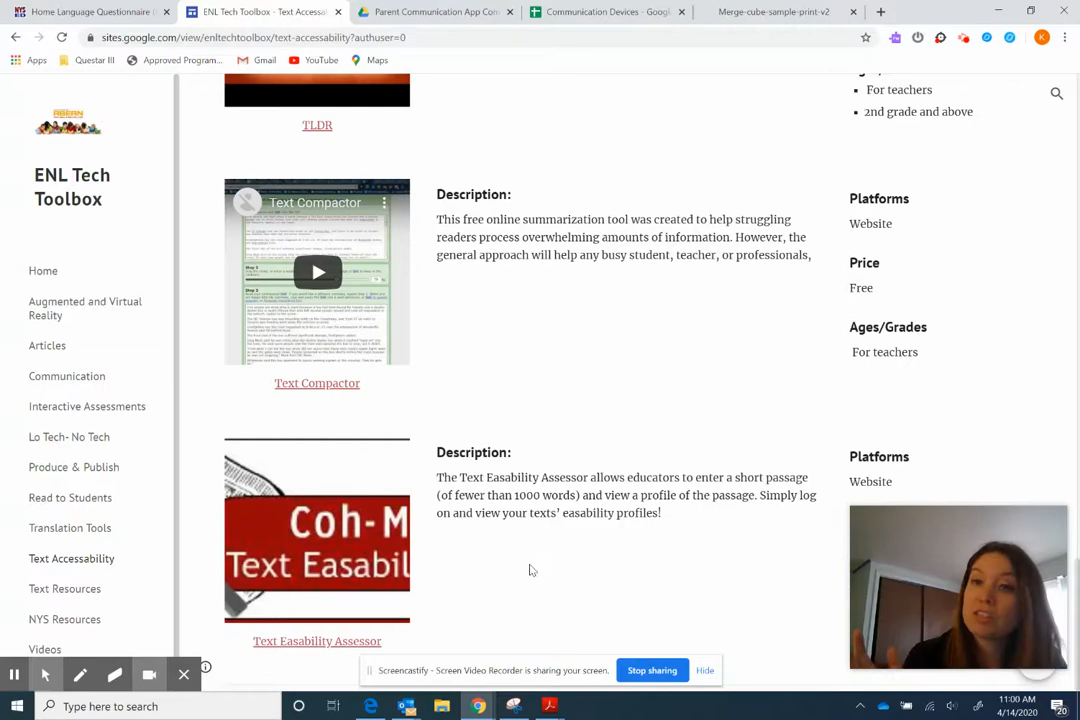 Home Language Questionnaire (
ENL Tech Toolbox - Text Accessa
Parent Communication App Con
Communication Devices - Goog
Merge-cube-sample-print-v2
sites.google.com/view/enltechtoolbox/text-accessability?authuser=0
Apps
Questar III
Approved Program...
Gmail
YouTube
Maps
ENL Tech
Toolbox
Home
Augmented and Virtual
Reality
Articles
Communication
Interactive Assessments
Lo Tech- No Tech
Produce & Publish
Read to Students
Translation Tools
Text Accessability
Text Resources
NYS Resources
Videos
TLDR
For teachers
2nd grade and above
Text Compactor
Text Compactor
Description:
This free online summarization tool was created to help struggling
readers process overwhelming amounts of information. However, the
general approach will help any busy student, teacher, or professionals,
Platforms
Website
Price
Free
Ages/Grades
For teachers
Coh-M
Text Easabil
Text Easability Assessor
Description:
The Text Easability Assessor allows educators to enter a short passage
(of fewer than 1000 words) and view a profile of the passage. Simply log
on and view your texts' easability profiles!
Platforms
Website
Screencastify - Screen Video Recorder is sharing your screen.
Stop sharing
Hide
Type here to search
11:00 AM
4/14/2020
20